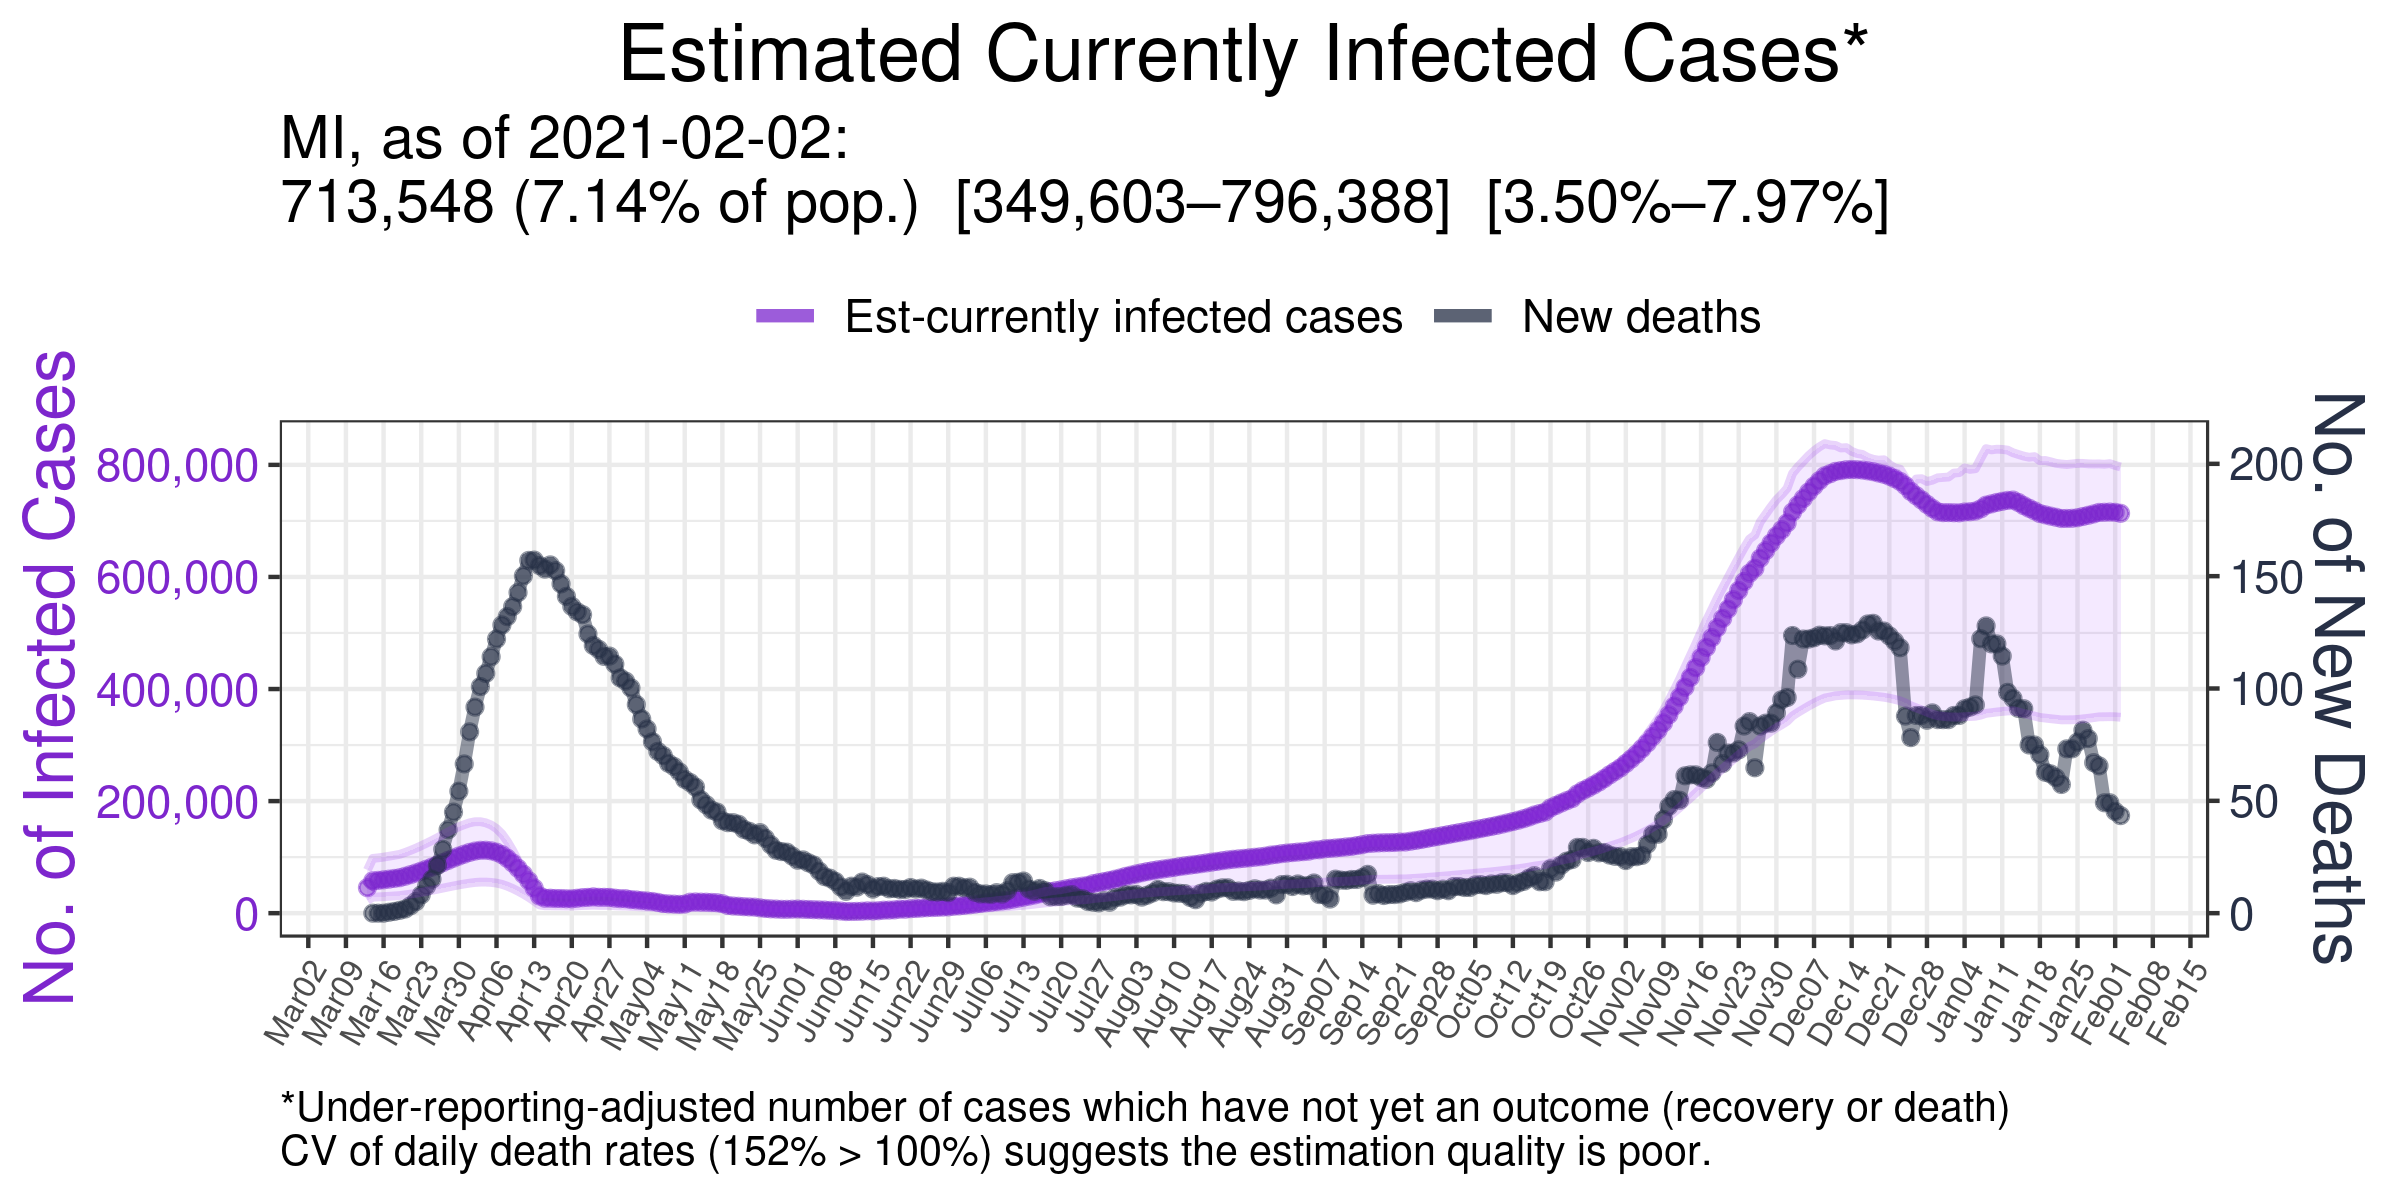 Estimated Currently Infected Cases*
MI, as of 2021-02-02:
713,548 (7.14% of pop.)  [349,603–796,388]  [3.50%–7.97%]
Est-currently infected cases
New deaths
No. of Infected Cases
800,000
600,000
400,000
200,000
0
200
150
100
50
0
No. of New Deaths
Mar02
Mar09
Mar16
Mar23
Mar30
Apr06
Apr13
Apr20
Apr27
May04
May11
May18
May25
Jun01
Jun08
Jun15
Jun22
Jun29
Jul06
Jul13
Jul20
Jul27
Aug03
Aug10
Aug17
Aug24
Aug31
Sep07
Sep14
Sep21
Sep28
Oct05
Oct12
Oct19
Oct26
Nov02
Nov09
Nov16
Nov23
Nov30
Dec07
Dec14
Dec21
Dec28
Jan04
Jan11
Jan18
Jan25
Feb01
Feb08
Feb15
*Under-reporting-adjusted number of cases which have not yet an outcome (recovery or death)
CV of daily death rates (152% > 100%) suggests the estimation quality is poor.